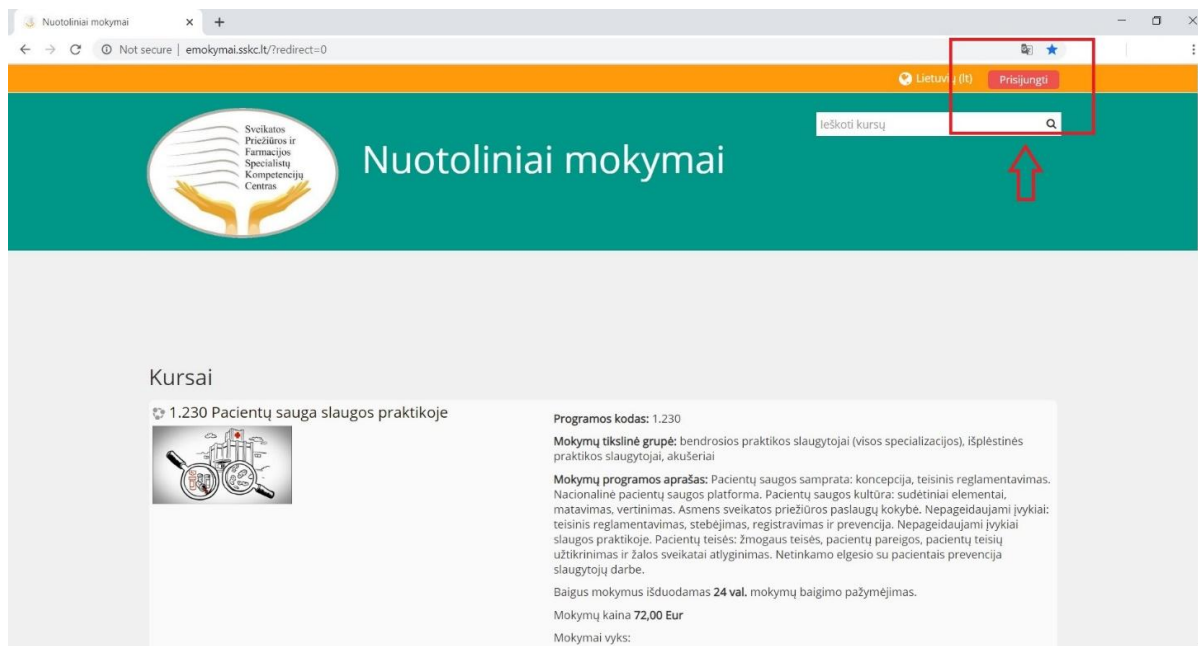 Nuotoliniai mokymai
Not secure | emokymai.sskc.lt/?redirect=0
Lietuvių (lt) Prisijungti
Ieškoti kursų
Sveikatos
Priežiūros ir
Farmacijos
Specialistų
Kompetencijų
Centras
Nuotoliniai mokymai
Kursai
1.230 Pacientų sauga slaugos praktikoje
Programos kodas: 1.230
Mokymų tikslinė grupė: bendrosios praktikos slaugytojai (visos specializacijos), išplėstinės
praktikos slaugytojai, akušeriai
Mokymų programos aprašas: Pacientų saugos samprata: koncepcija, teisinis reglamentavimas.
Nacionalinė pacientų saugos platforma. Pacientų saugos kultūra: sudėtiniai elementai,
matavimas, vertinimas. Asmens sveikatos priežiūros paslaugų kokybė. Nepageidaujami įvykiai:
teisinis reglamentavimas, stebėjimas, registravimas ir prevencija. Nepageidaujami įvykiai
slaugos praktikoje. Pacientų teisės: žmogaus teisės, pacientų pareigos, pacientų teisių
užtikrinimas ir žalos sveikatai atlyginimas. Netinkamo elgesio su pacientais prevencija
slaugytojų darbe.
Baigus mokymus išduodamas 24 val. mokymų baigimo pažymėjimas.
Mokymų kaina 72,00 Eur
Mokymai vyks: